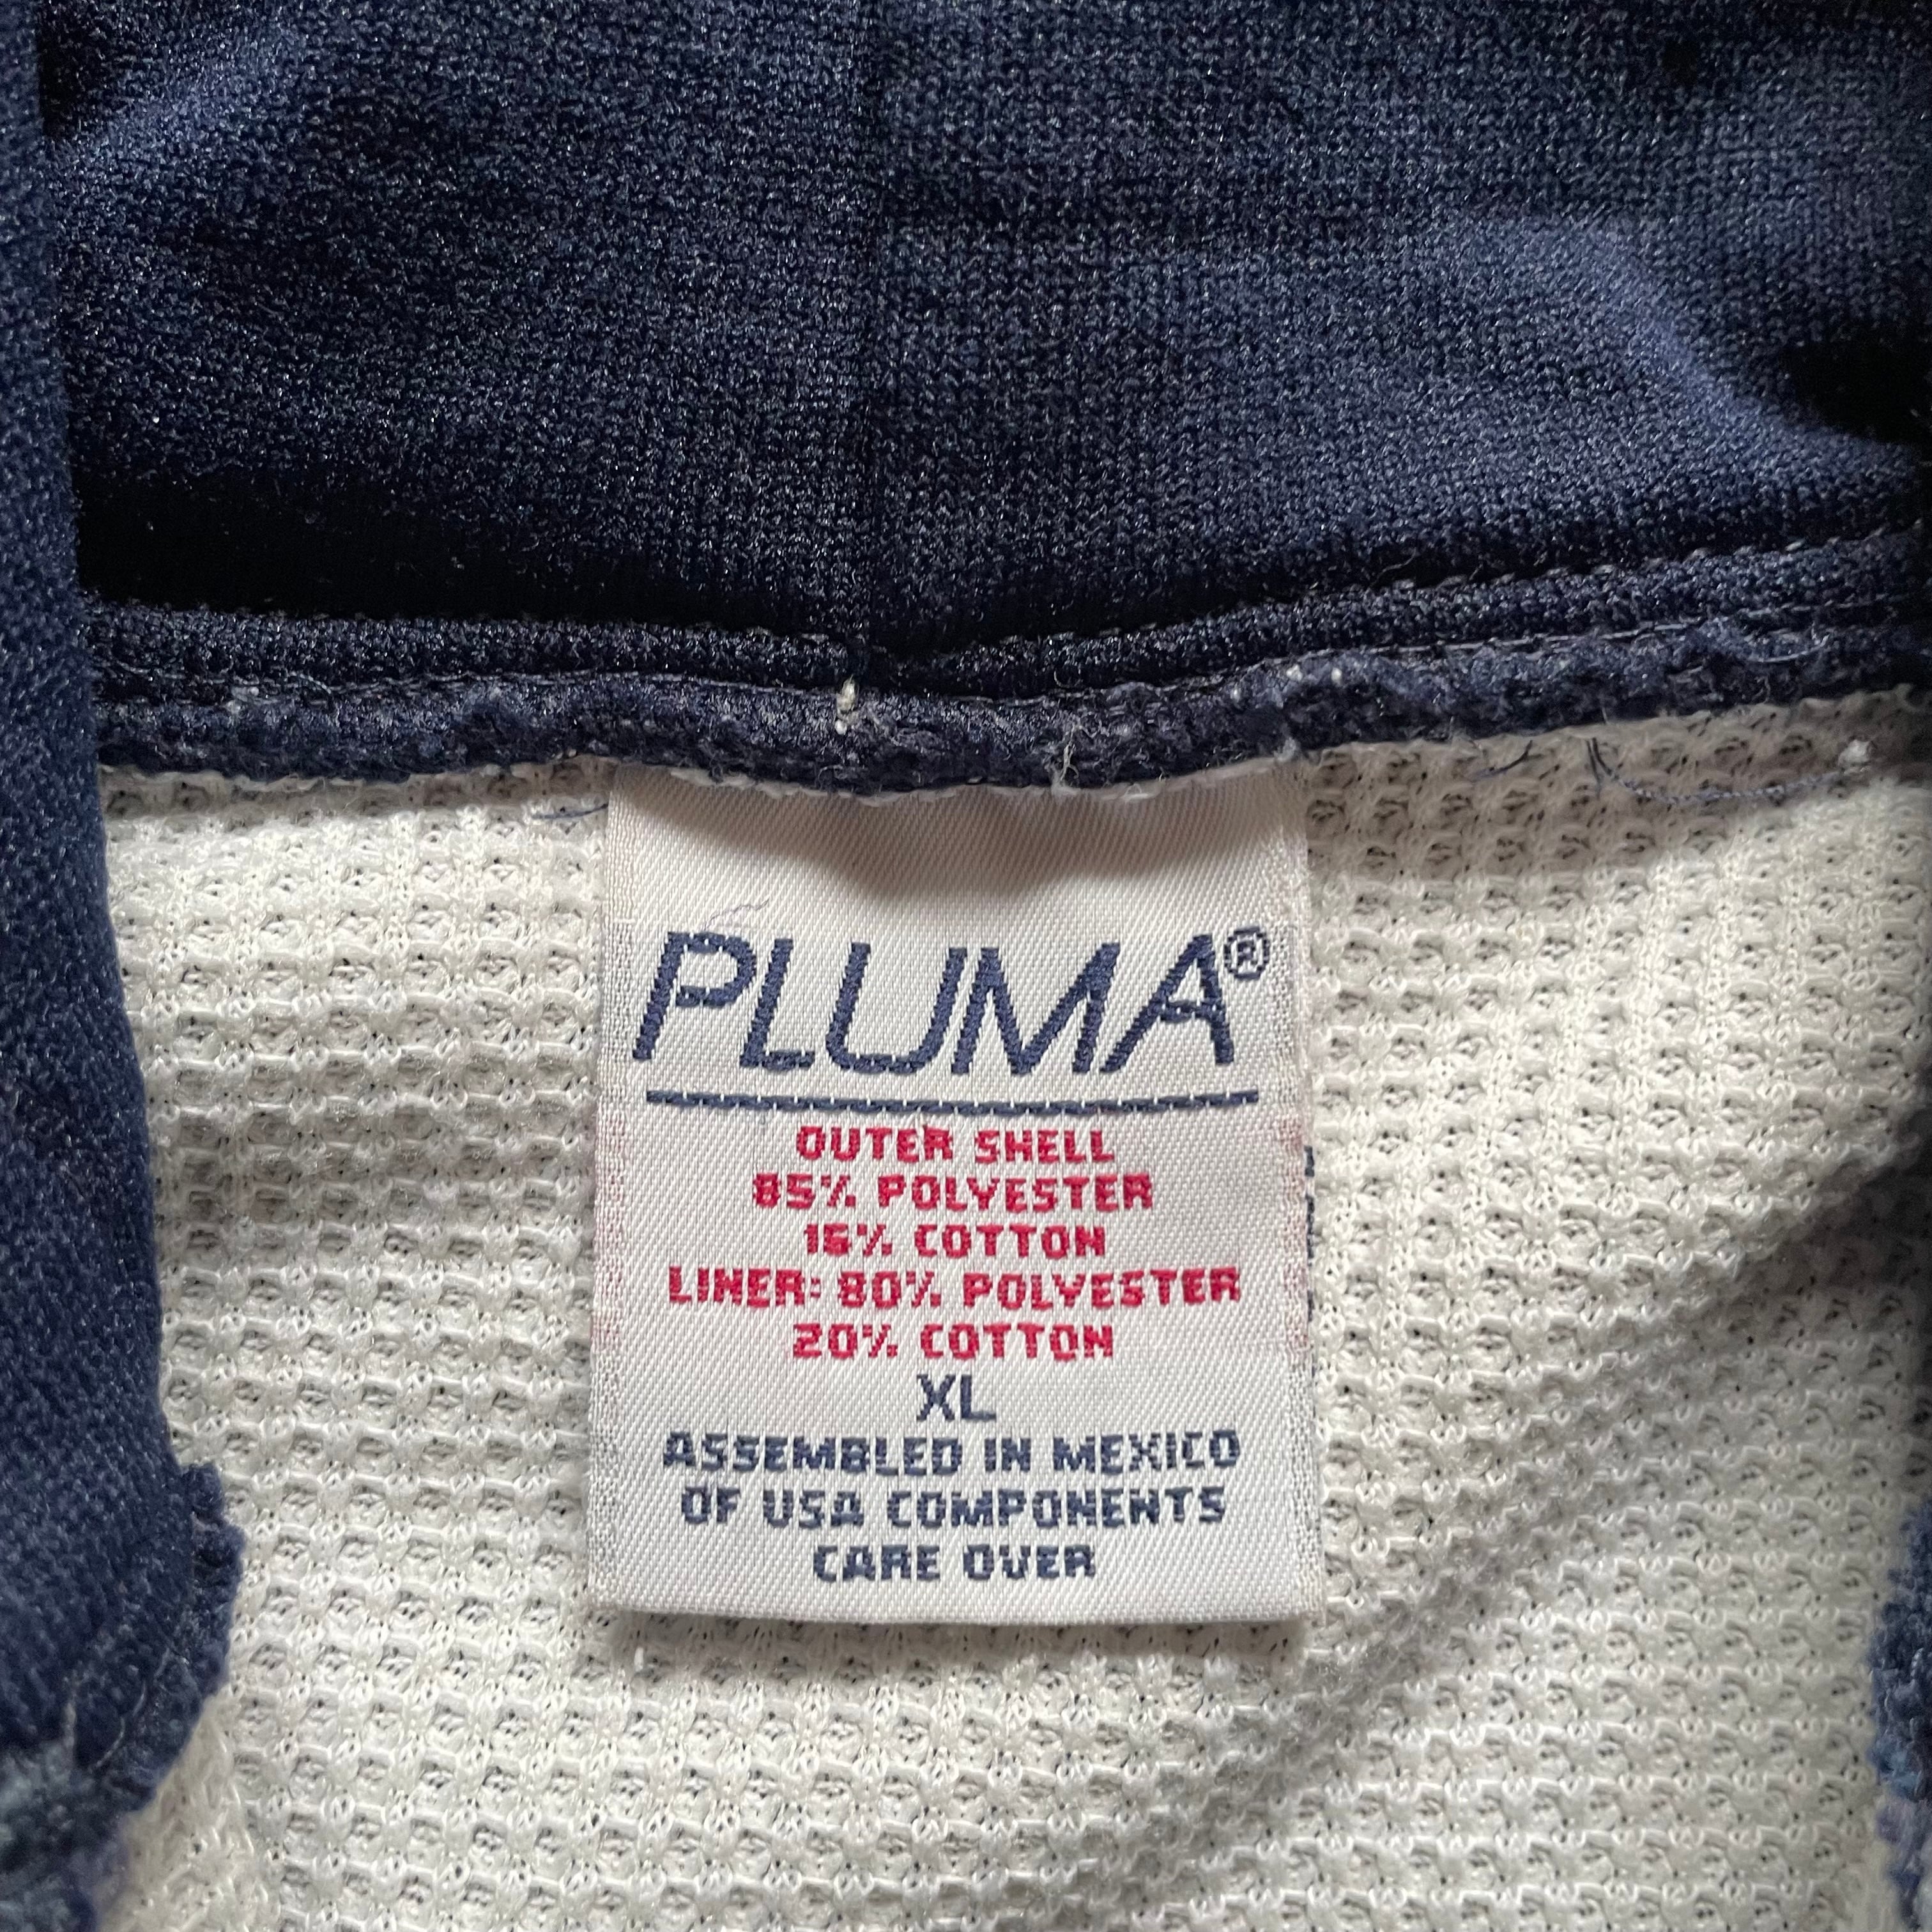 PLUMA®
OUTER SHELL
85% POLYESTER
15% COTTON
LINER: 80% POLYESTER
20% COTTON
XL
ASSEMBLED IN MEXICO
OF USA COMPONENTS
CARE OVER